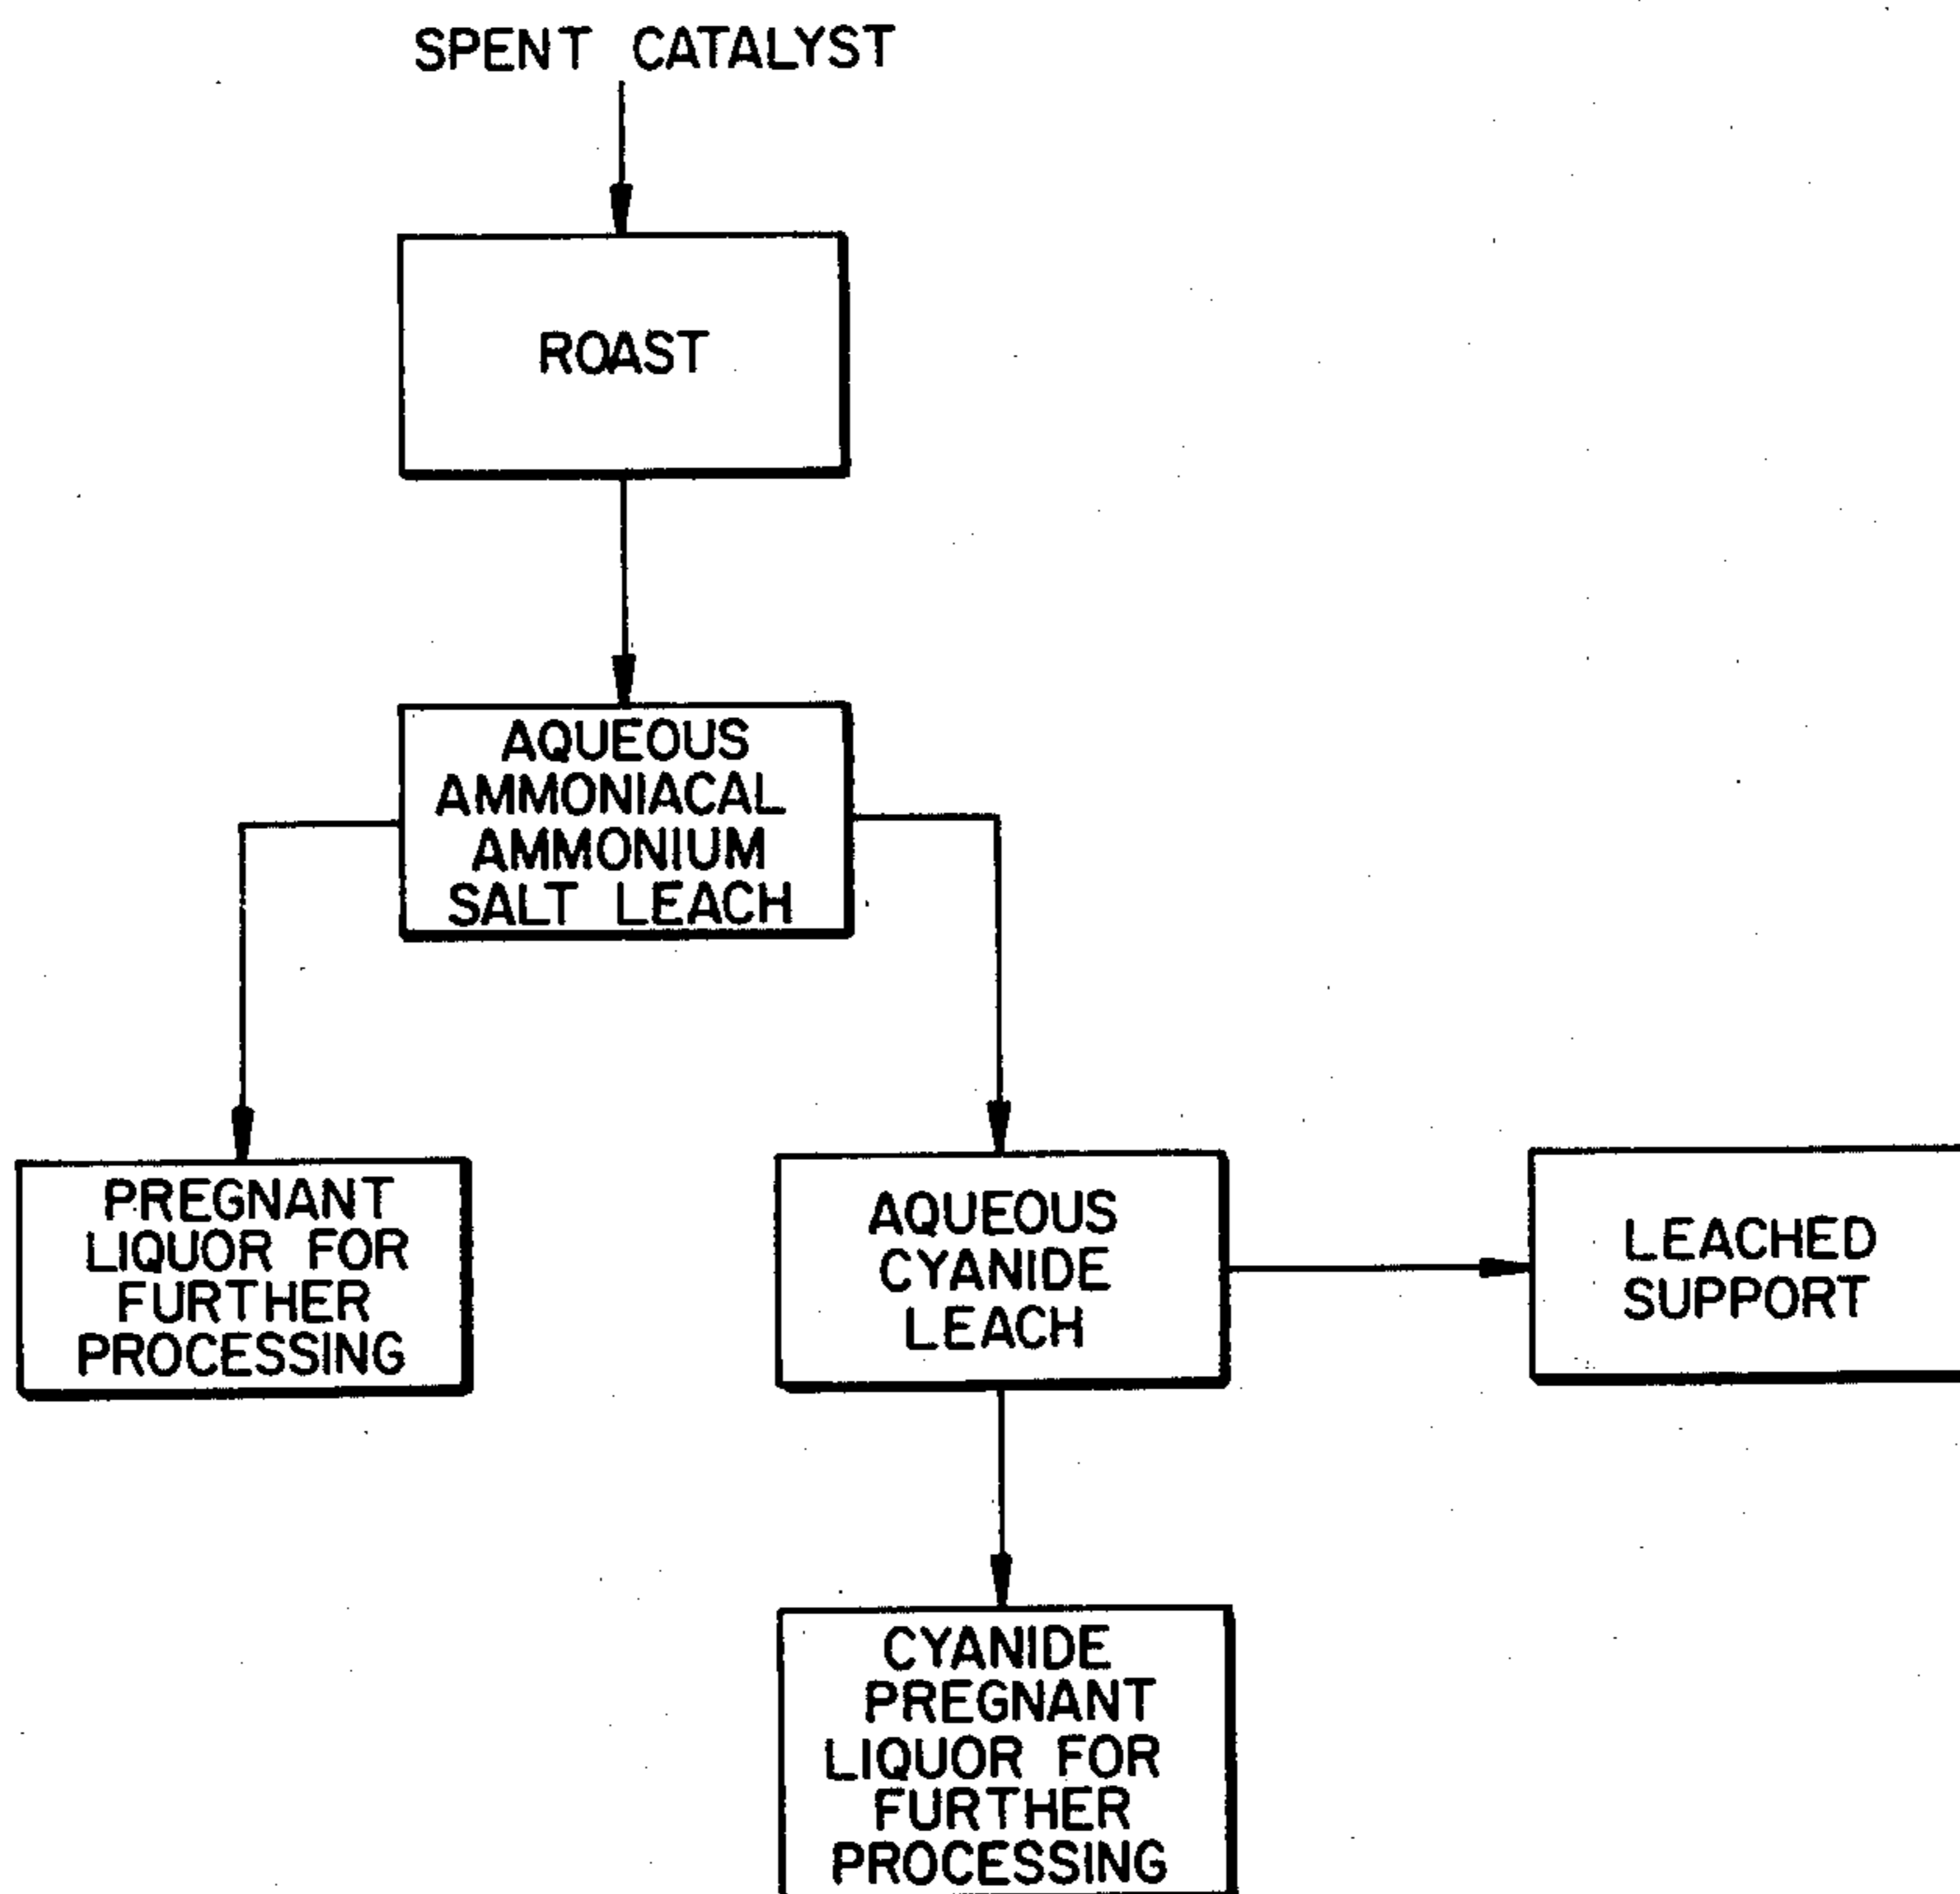 SPENT CATALYST
ROAST
AQUEOUS
AMMONIACAL
AMMONIUM
SALT LEACH
PREGNANT
LIQUOR FOR
FURTHER
PROCESSING
AQUEOUS
CYANIDE
LEACH
LEACHED
SUPPORT
CYANIDE
PREGNANT
LIQUOR FOR
FURTHER
PROCESSING